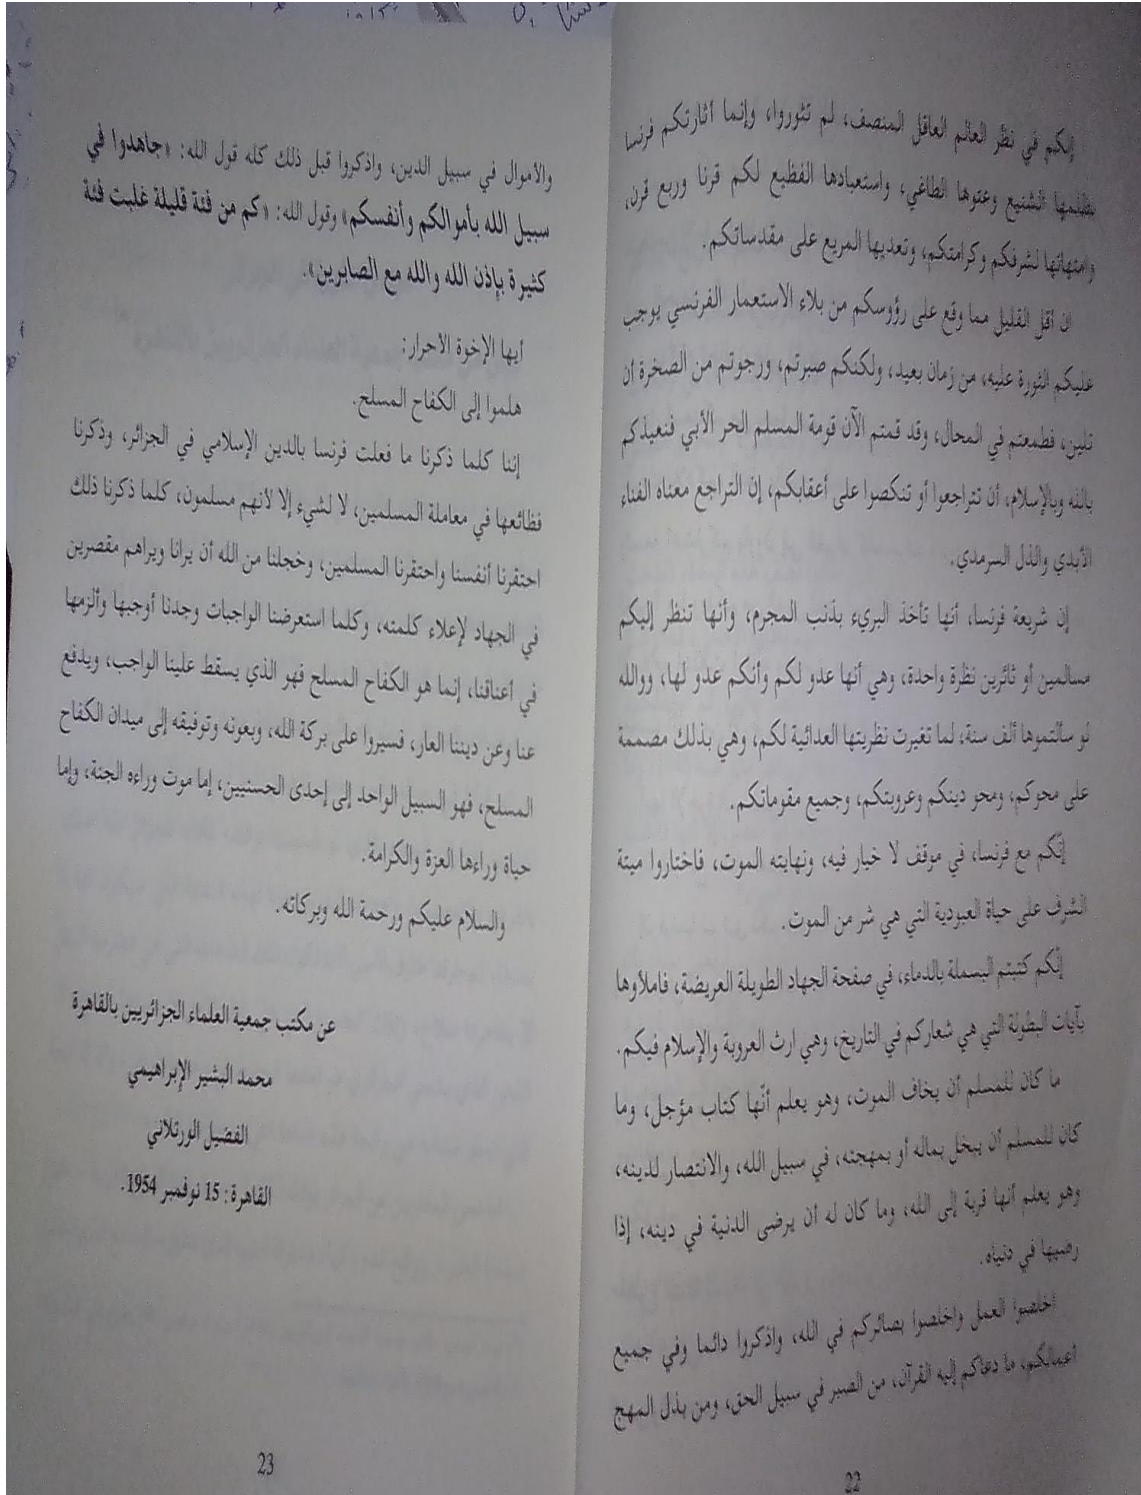 إنكم في نظر العالم العاقل المنصف، لم تثوروا، وإنما أثارتكم فرنسا
بظلمها الشنيع وعتوها الطاغي، واستعبادها الفظيع لكم قرنا وربع قرن،
وامتهانها لشرفكم وكرامتكم، وتعديها المريع على مقدساتكم.
ان أقل القليل مما وقع على رؤوسكم من بلاء الاستعمار الفرنسي يوجب
عليكم الثورة عليه، من زمان بعيد، ولكنكم صبرتم، ورجوتم من الصخرة أن
تلين، فطمعتم في المحال، وقد قمتم الآن قومة المسلم الحر الأبي فنعيذكم
بالله وبالإسلام، أن تتراجعوا أو تنكصوا على أعقابكم، إن التراجع معناه الفناء
الأبدي والذل السرمدي.
إن شريعة فرنسا، أنها تأخذ البريء بذنب المجرم، وأنها تنظر إليكم
مسالمين أو ثائرين نظرة واحدة، وهي أنها عدو لكم وأنكم عدو لها، ووالله
لو سألتموها ألف سنة، لما تغيرت نظريتها العدائية لكم، وهي بذلك مصممة
على محوكم، ومحو دينكم وعروبتكم، وجميع مقوماتكم.
إنّكم مع فرنسا، في موقف لا خيار فيه، ونهايته الموت، فاختاروا ميتة
الشرف على حياة العبودية التي هي شر من الموت.
إنّكم كتبتم البسملة بالدماء، في صفحة الجهاد الطويلة العريضة، فاملأوها
بآيات البطولة التي هي شعاركم في التاريخ، وهي ارث العروبة والإسلام فيكم.
ما كان للمسلم أن يخاف الموت، وهو يعلم أنّها كتاب مؤجل، وما
كان للمسلم أن يبخل بماله أو بمهجته، في سبيل الله، والانتصار لدينه،
وهو يعلم أنها قربة إلى الله، وما كان له أن يرضى الدنية في دينه، إذا
رضيها في دنياه.
اخلصوا العمل واخلصوا بصائركم في الله، واذكروا دائما وفي جميع
اعمالكم، ما دعاكم إليه القرآن، من الصبر في سبيل الحق، ومن بذل المهج
22
والأموال في سبيل الدين، واذكروا قبل ذلك كله قول الله: «جاهدوا في
سبيل الله بأموالكم وأنفسكم» وقول الله: «كم من فئة قليلة غلبت فئة
كثيرة بإذن الله والله مع الصابرين».
أيها الإخوة الاحرار:
هلموا إلى الكفاح المسلح.
إننا كلما ذكرنا ما فعلت فرنسا بالدين الإسلامي في الجزائر، وذكرنا
فظائعها في معاملة المسلمين، لا لشيء إلا لأنهم مسلمون، كلما ذكرنا ذلك
احتقرنا أنفسنا واحتقرنا المسلمين، وخجلنا من الله أن يرانا ويراهم مقصرين
في الجهاد لإعلاء كلمته، وكلما استعرضنا الواجبات وجدنا أوجبها وألزمها
في أعناقنا، إنما هو الكفاح المسلح فهو الذي يسقط علينا الواجب، ويدفع
عنا وعن ديننا العار، فسيروا على بركة الله، وبعونه وتوفيقه إلى ميدان الكفاح
المسلح، فهو السبيل الواحد إلى إحدى الحسنيين، إما موت وراءه الجنة، وإما
حياة وراءها العزة والكرامة.
والسلام عليكم ورحمة الله وبركاته.
عن مكتب جمعية العلماء الجزائريين بالقاهرة
محمد البشير الإبراهيمي
الفضيل الورتلاني
القاهرة: 15 نوفمبر 1954.
23